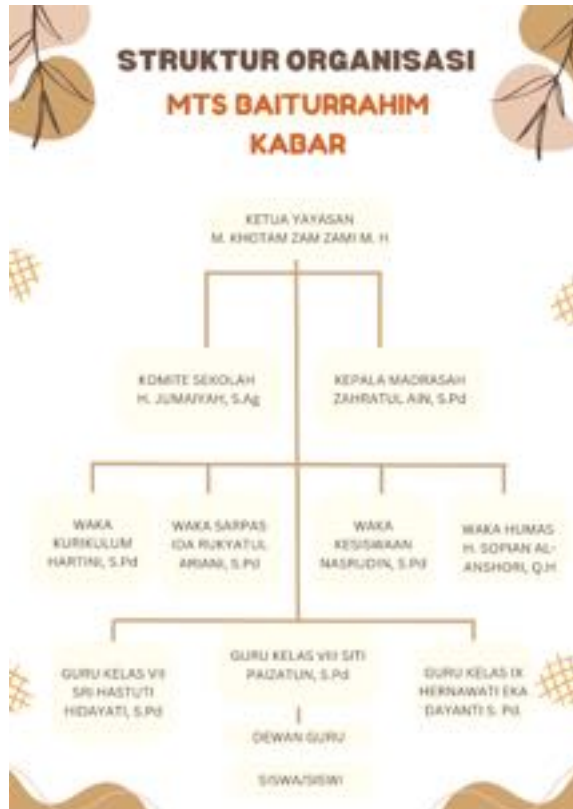 STRUKTUR ORGANISASI
MTS BAITURRAHIM
KABAR
KETUA YAYASAN
M. KHOTAM ZAM ZAMI M. H
KOMITE SEKOLAH
H. JUMAIYAH, S.Ag
KEPALA MADRASAH
ZAHRATUL AIN, S.Pd
WAKA
KURIKULUM
HARTINI, S.Pd
WAKA SARPAS
IDA RUKYATUL
ARIANI, S.Pd
WAKA
KESISWAAN
NASRUDIN, S.Pd
WAKA HUMAS
H. SOPIAN AL-
ANSHORI, Q.H
GURU KELAS VII
SRI HASTUTI
HIDAYATI, S.Pd
GURU KELAS VIII SITI
PAIZATUN, S.Pd
GURU KELAS IX
HERNAWATI EKA
DAYANTI S. Pd.
DEWAN GURU
SISWA/SISWI